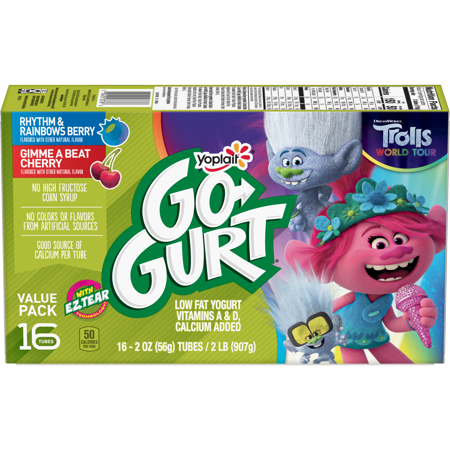 RHYTHM &
RAINBOWS BERRY
FLAVORED WITH OTHER NATURAL FLAVOR
GIMME A BEAT
CHERRY
FLAVORED WITH OTHER NATURAL FLAVOR
NO HIGH FRUCTOSE
CORN SYRUP
NO COLORS OR FLAVORS
FROM ARTIFICIAL SOURCES
GOOD SOURCE OF
CALCIUM PER TUBE
WITH
EZ TEAR
TECHNOLOGY
VALUE
PACK
16
TUBES
50
CALORIES
PER TUBE
Yoplait
GO
GURT
LOW FAT YOGURT
VITAMINS A & D,
CALCIUM ADDED
16 - 2 OZ (56g) TUBES / 2 LB (907g)
DREAMWORKS
Trolls
WORLD TOUR